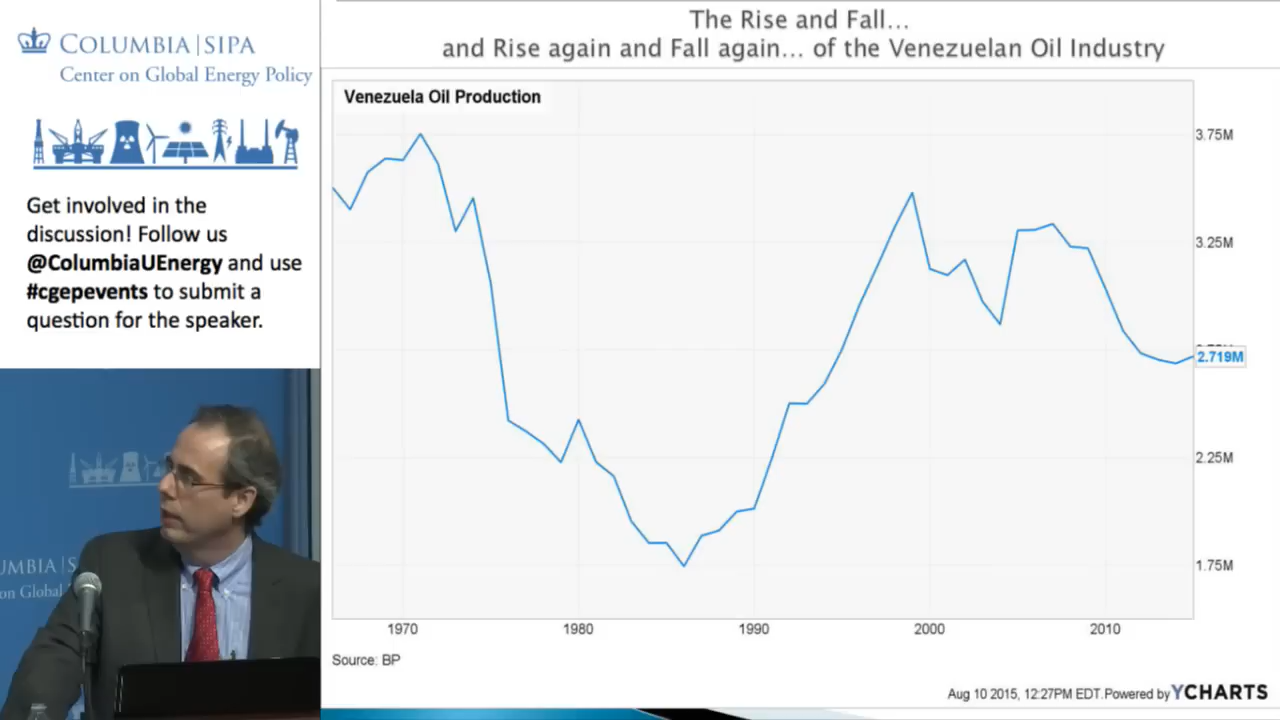 COLUMBIA | SIPA
Center on Global Energy Policy
Get involved in the
discussion! Follow us
@ColumbiaUEnergy and use
#cgepevents to submit a
question for the speaker.
UMBIA|S
on Global
The Rise and Fall...
and Rise again and Fall again... of the Venezuelan Oil Industry
Venezuela Oil Production
3.75M
3.25M
2.719M
2.25M
1.75M
1970 1980 1990 2000 2010
Source: BP
Aug 10 2015, 12:27PM EDT. Powered by YCHARTS